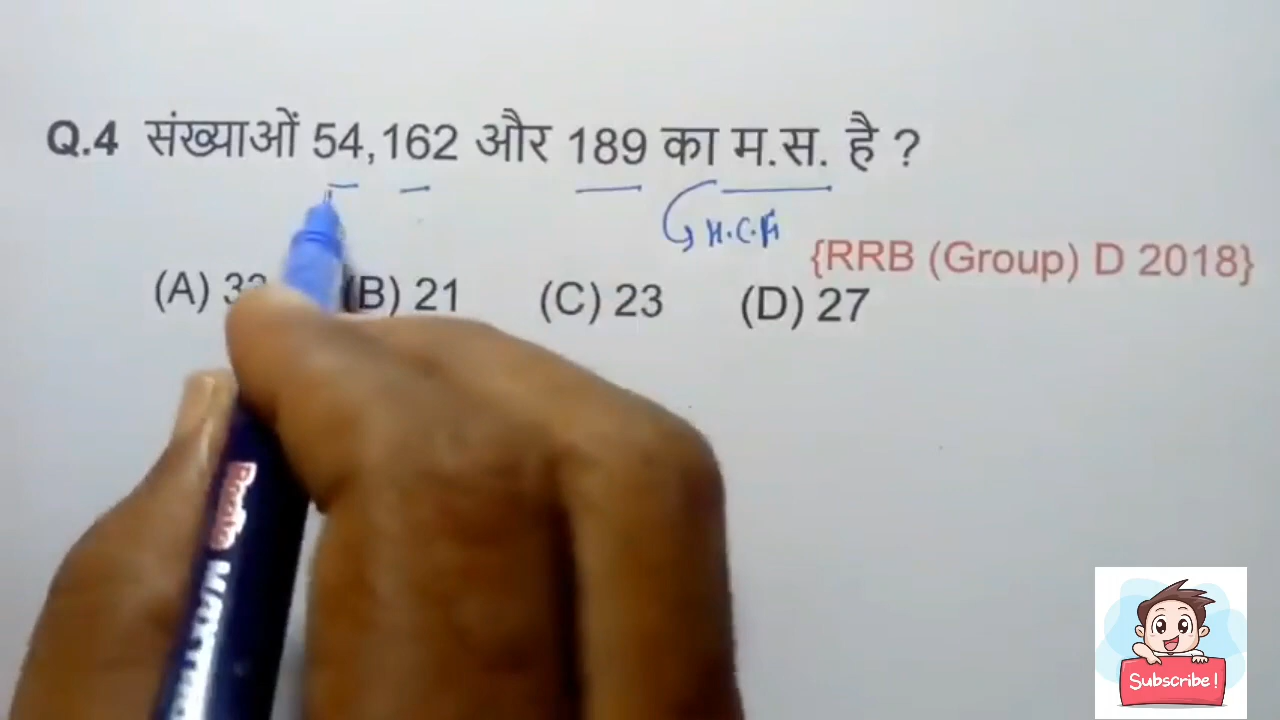 Q.4 संख्याओं 54,162 और 189 का म.स. है ?
H.C.F
{RRB (Group) D 2018}
(A) (B) 21 (C) 23 (D) 27
Subscribe!